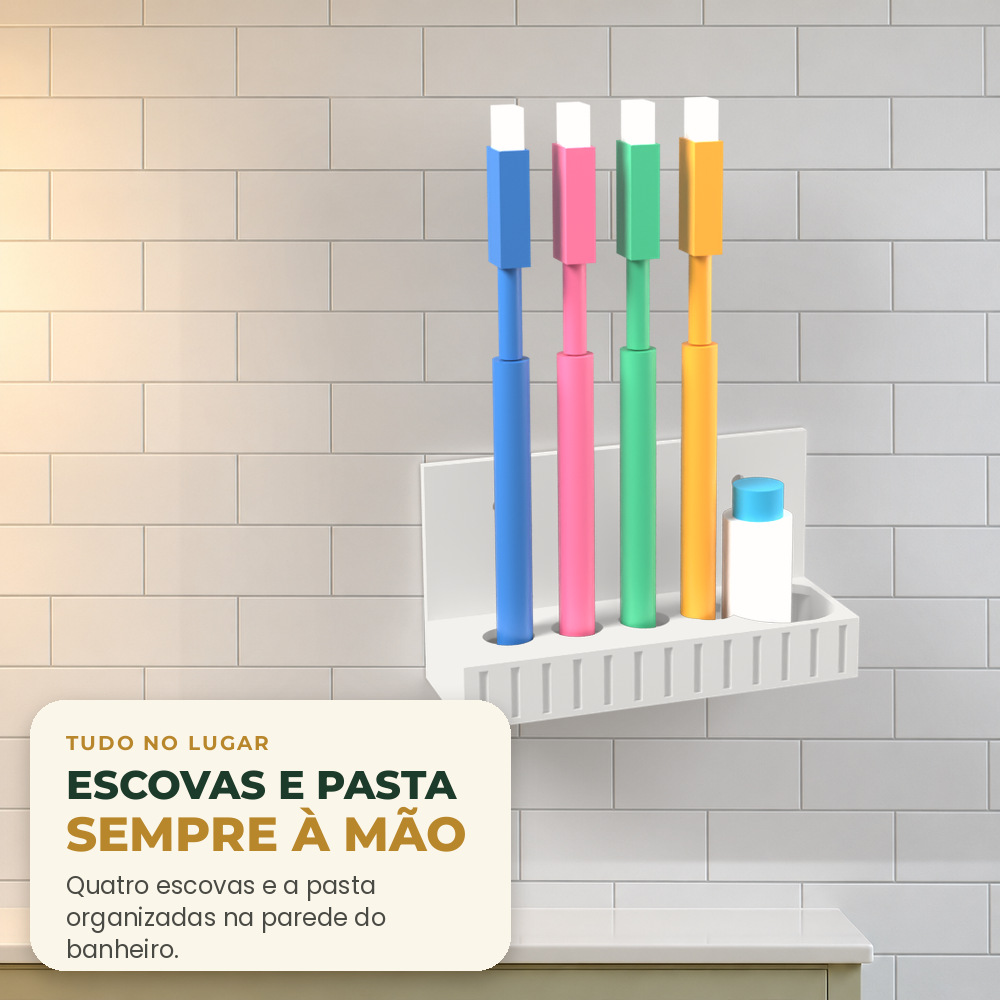 TUDO NO LUGAR
ESCOVAS E PASTA
SEMPRE À MÃO
Quatro escovas e a pasta
organizadas na parede do
banheiro.